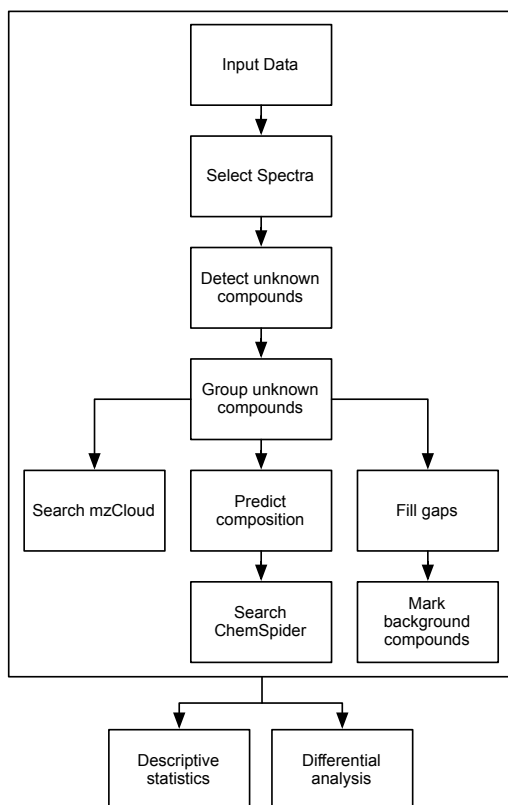 Input Data
Select Spectra
Detect unknown
compounds
Group unknown
compounds
Search mzCloud
Predict
composition
Fill gaps
Search
ChemSpider
Mark
background
compounds
Descriptive
statistics
Differential
analysis